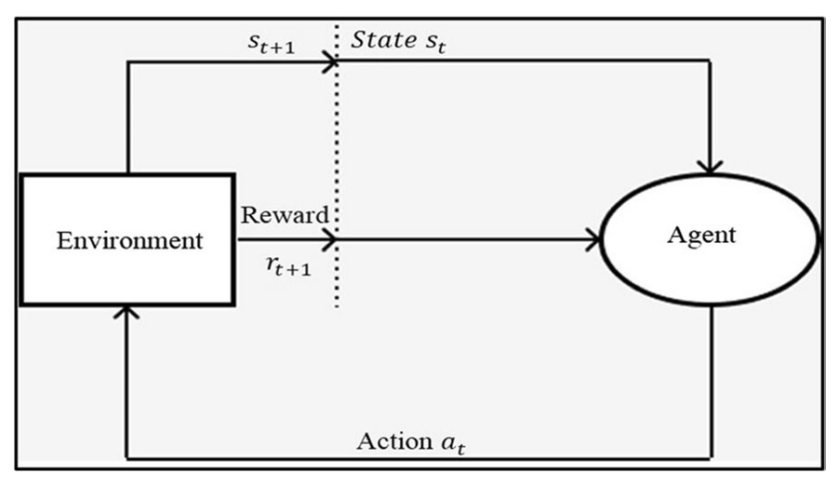 s_{t+1}
State s_t
Reward
r_{t+1}
Environment
Agent
Action a_t